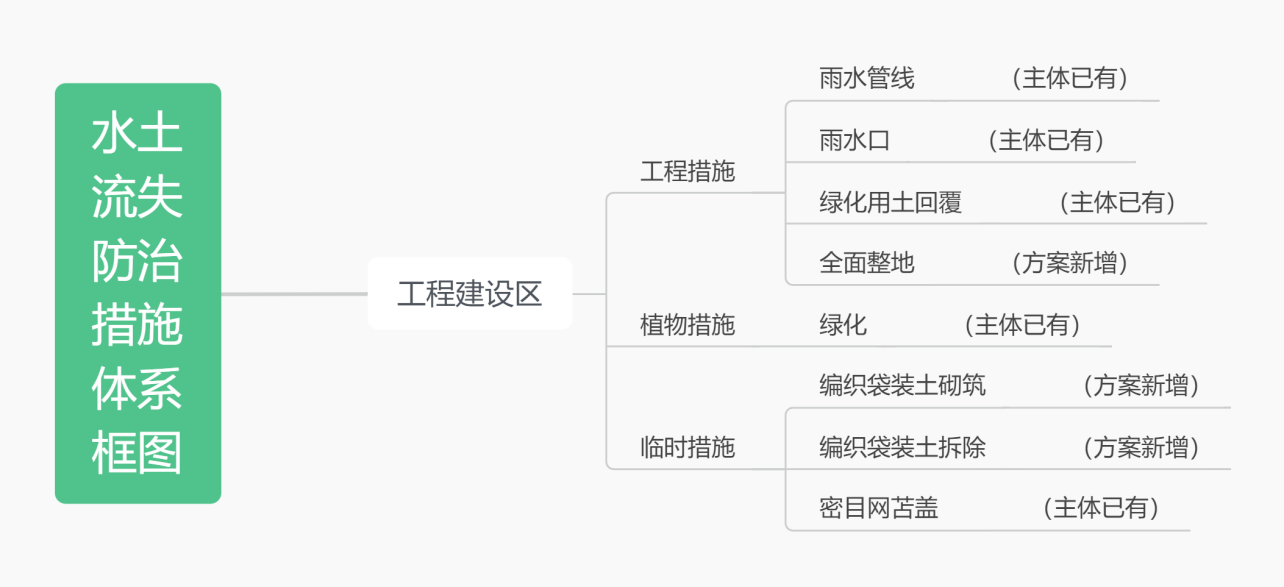 水土
流失
防治
措施
体系
框图
工程建设区
工程措施
雨水管线 （主体已有）
雨水口 （主体已有）
绿化用土回覆 （主体已有）
全面整地 （方案新增）
植物措施
绿化 （主体已有）
临时措施
编织袋装土砌筑 （方案新增）
编织袋装土拆除 （方案新增）
密目网苫盖 （主体已有）